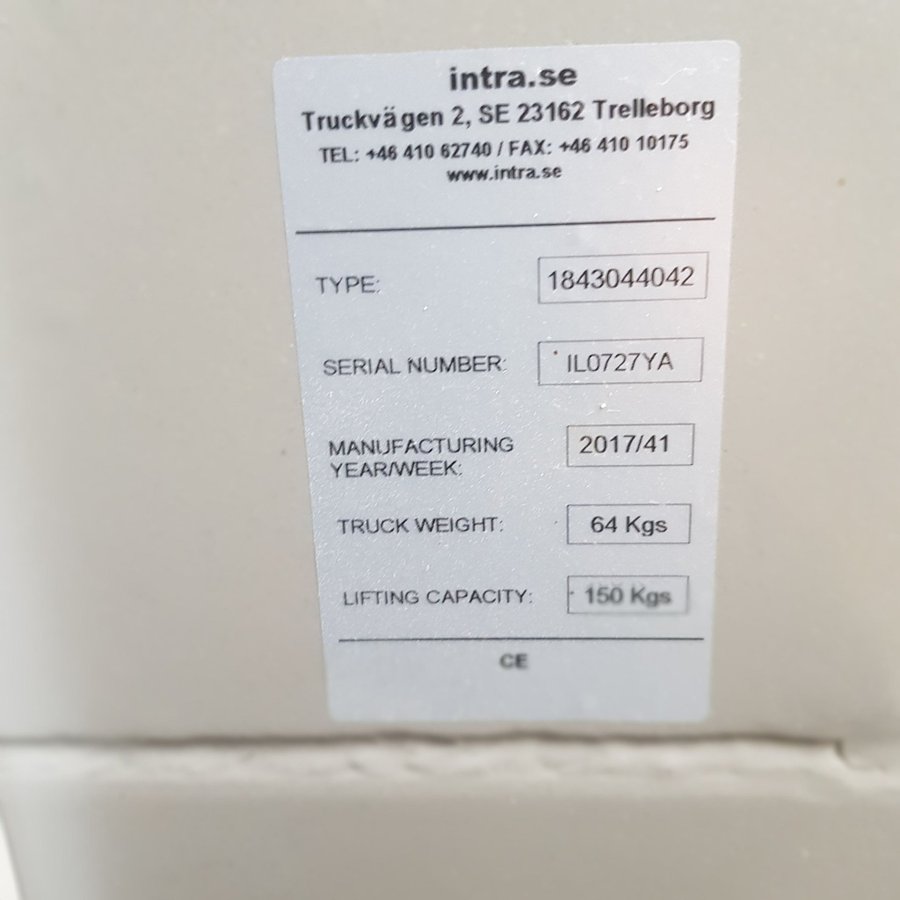 intra.se
Truckvägen 2, SE 23162 Trelleborg
TEL: +46 410 62740 / FAX: +46 410 10175
www.intra.se
TYPE: 1843044042
SERIAL NUMBER: IL0727YA
MANUFACTURING
YEAR/WEEK: 2017/41
TRUCK WEIGHT: 64 Kgs
LIFTING CAPACITY: 150 Kgs
CE